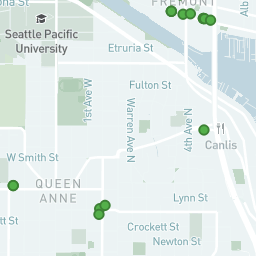 FREMONT
Seattle Pacific
University
Etruria St
Fulton St
1st Ave W
Warren Ave N
4th Ave N
Canlis
W Smith St
QUEEN
ANNE
Lynn St
Crockett St
Newton St